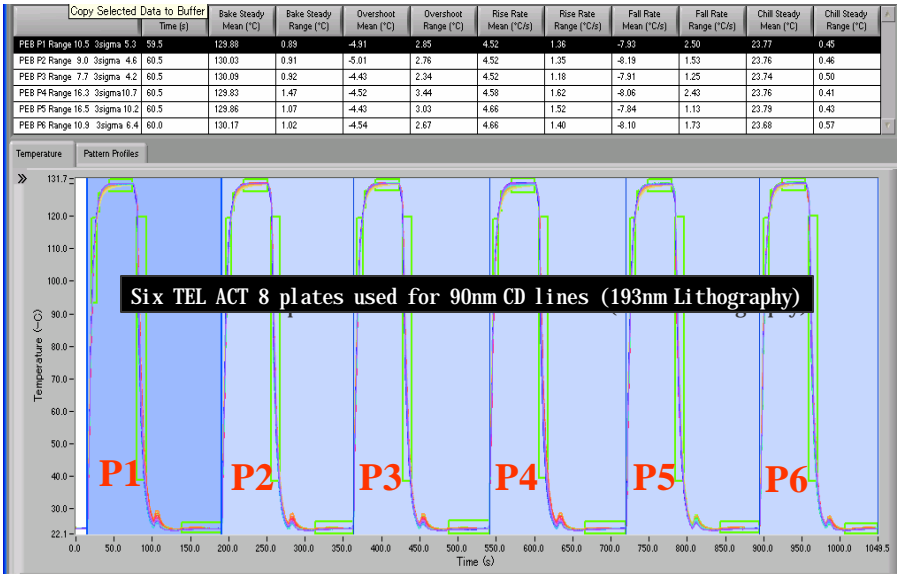 Copy Selected Data to Buffer
Time (s) Bake Steady Mean (°C) Bake Steady Range (°C) Overshoot Mean (°C) Overshoot Range (°C) Rise Rate Mean (°C/s) Rise Rate Range (°C/s) Fall Rate Mean (°C/s) Fall Rate Range (°C/s) Chill Steady Mean (°C) Chill Steady Range (°C)
PEB P1 Range 10.5 3sigma 5.3 59.5 129.88 0.89 -4.91 2.85 4.52 1.36 -7.93 2.50 23.77 0.45
PEB P2 Range 9.0 3sigma 4.6 60.5 130.03 0.91 -5.01 2.76 4.52 1.35 -8.19 1.53 23.76 0.46
PEB P3 Range 7.7 3sigma 4.2 60.5 130.09 0.92 -4.43 2.34 4.52 1.18 -7.91 1.25 23.74 0.50
PEB P4 Range 16.3 3sigma10.7 60.5 129.83 1.47 -4.52 3.44 4.58 1.62 -8.06 2.43 23.76 0.41
PEB P5 Range 16.5 3sigma 10.2 60.5 129.86 1.07 -4.43 3.03 4.66 1.52 -7.84 1.13 23.79 0.43
PEB P6 Range 10.9 3sigma 6.4 60.0 130.17 1.02 -4.54 2.67 4.66 1.40 -8.10 1.73 23.68 0.57
Temperature Pattern Profiles
131.7
120.0
110.0
100.0
Six TEL ACT 8 plates used for 90nm CD lines (193nm Lithography)
90.0
80.0
70.0
60.0
50.0
40.0
30.0
22.1
Temperature (-C)
P1 P2 P3 P4 P5 P6
0.0 50.0 100.0 150.0 200.0 250.0 300.0 350.0 400.0 450.0 500.0 550.0 600.0 650.0 700.0 750.0 800.0 850.0 900.0 950.0 1000.0 1049.5
Time (s)